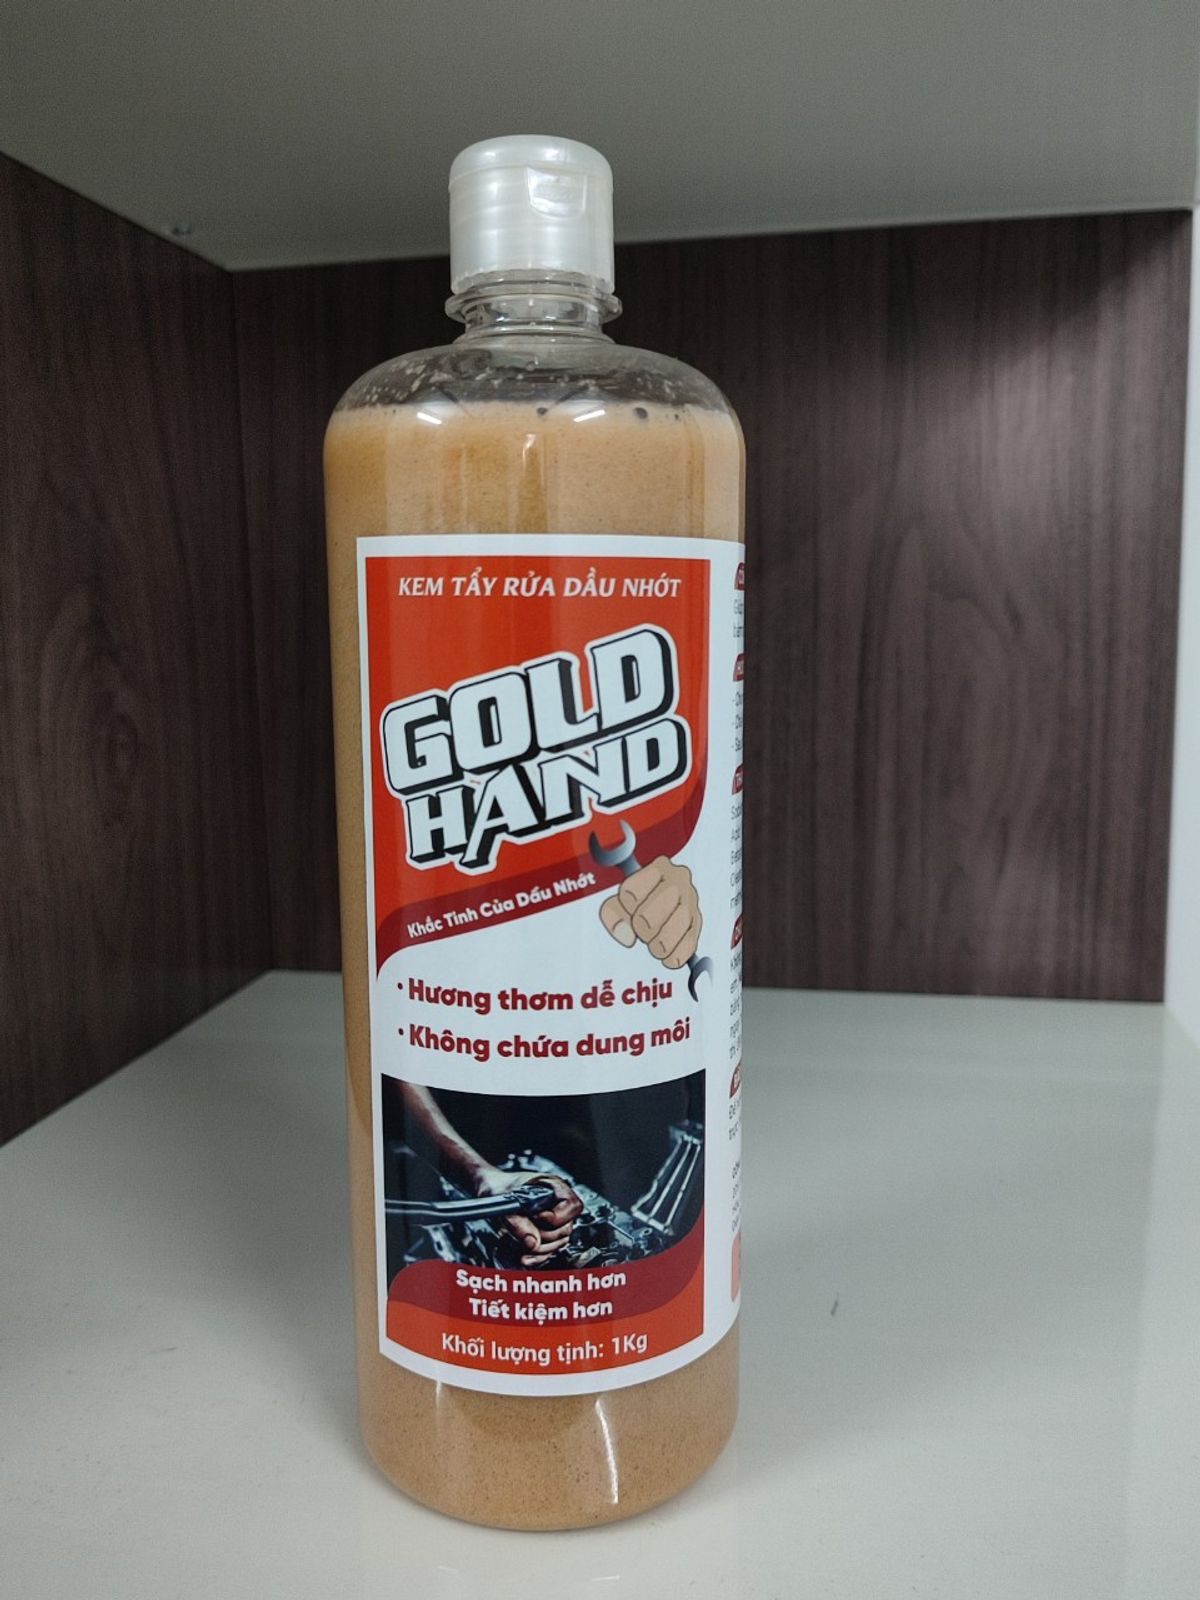 KEM TẨY RỬA DẦU NHỚT
GOLD
HAND
Khắc Tinh Của Dầu Nhớt
• Hương thơm dễ chịu
• Không chứa dung môi
Sạch nhanh hơn
Tiết kiệm hơn
Khối lượng tịnh: 1Kg